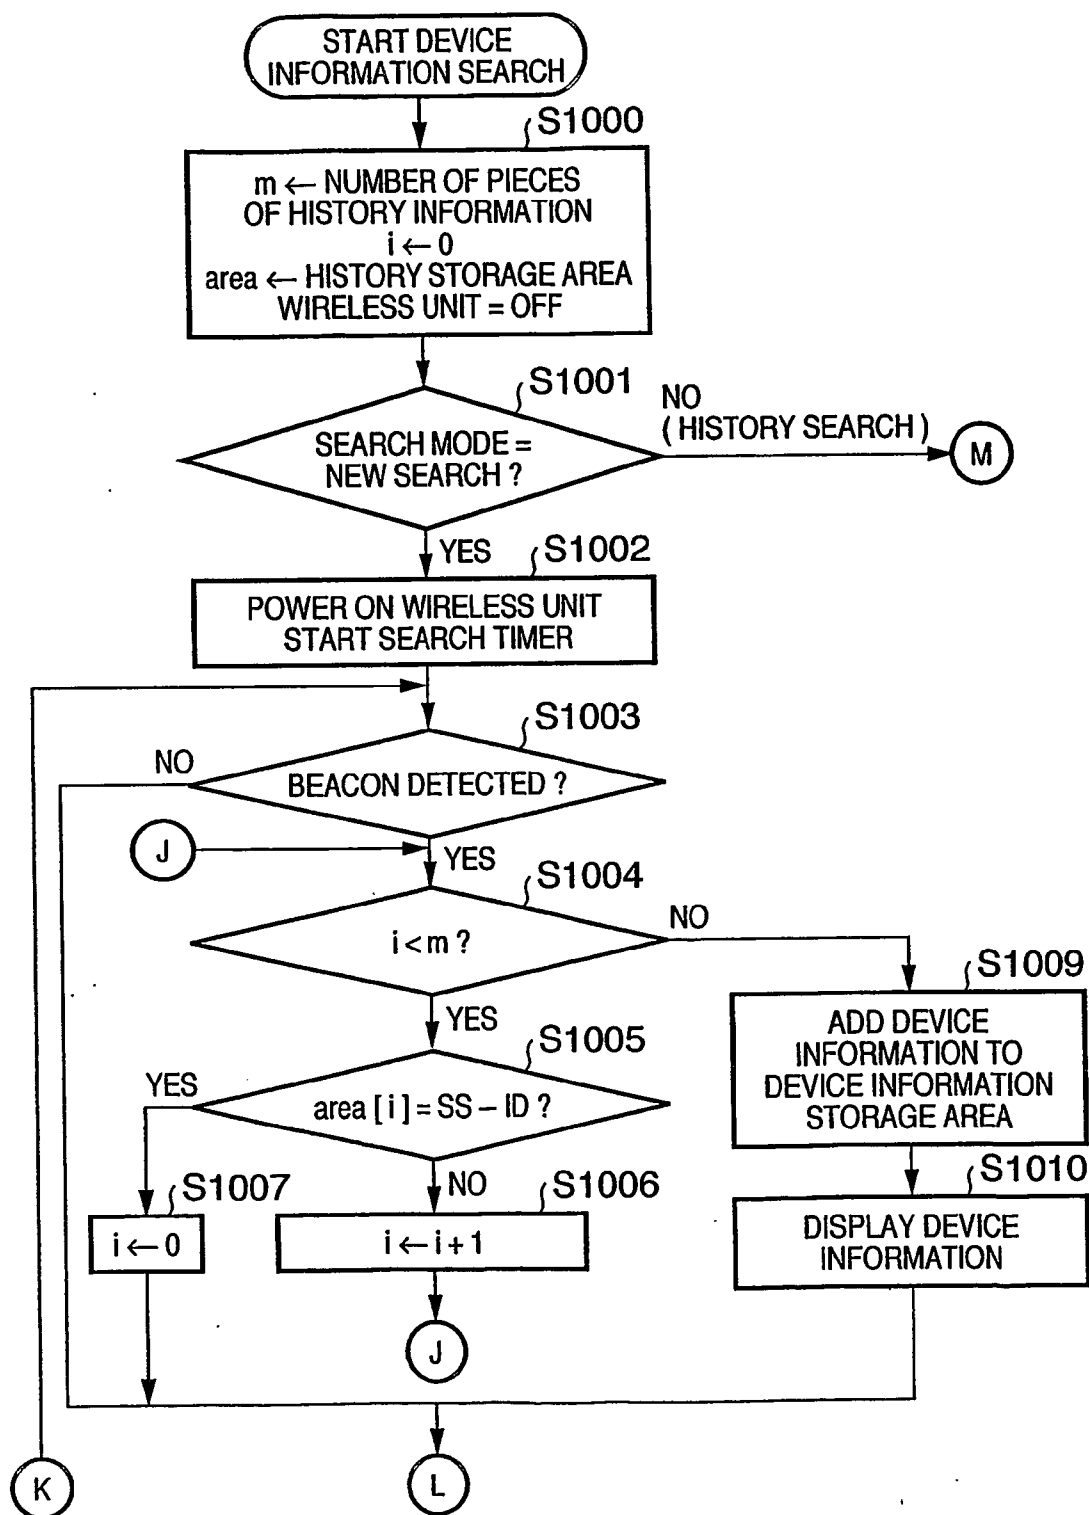 START DEVICE
INFORMATION SEARCH
S1000
m ← NUMBER OF PIECES
OF HISTORY INFORMATION
i ← 0
area ← HISTORY STORAGE AREA
WIRELESS UNIT = OFF
S1001
SEARCH MODE =
NEW SEARCH ?
NO
( HISTORY SEARCH )
M
YES
S1002
POWER ON WIRELESS UNIT
START SEARCH TIMER
S1003
NO
BEACON DETECTED ?
J
YES
S1004
i < m ?
NO
YES
S1009
ADD DEVICE
INFORMATION TO
DEVICE INFORMATION
STORAGE AREA
S1005
YES
area [ i ] = SS – ID ?
NO
S1007
i ← 0
S1006
i ← i + 1
S1010
DISPLAY DEVICE
INFORMATION
J
K
L